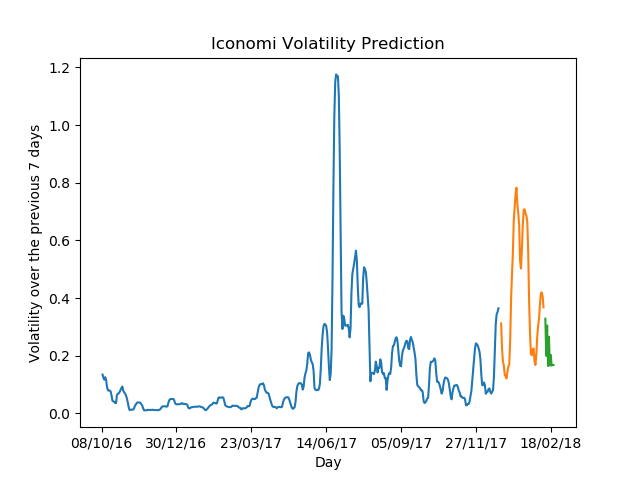 Iconomi Volatility Prediction
Volatility over the previous 7 days
1.2
1.0
0.8
0.6
0.4
0.2
0.0
08/10/16 30/12/16 23/03/17 14/06/17 05/09/17 27/11/17 18/02/18
Day